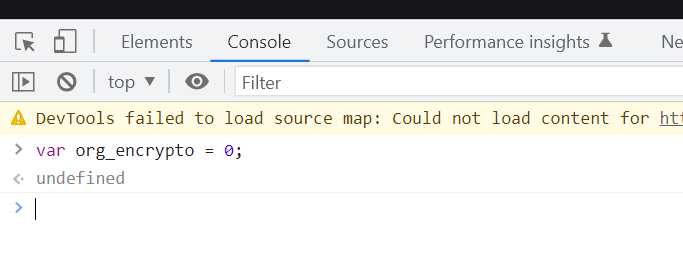 Elements Console Sources Performance insights Ne
top Filter
DevTools failed to load source map: Could not load content for htt
var org_encrypto = 0;
undefined